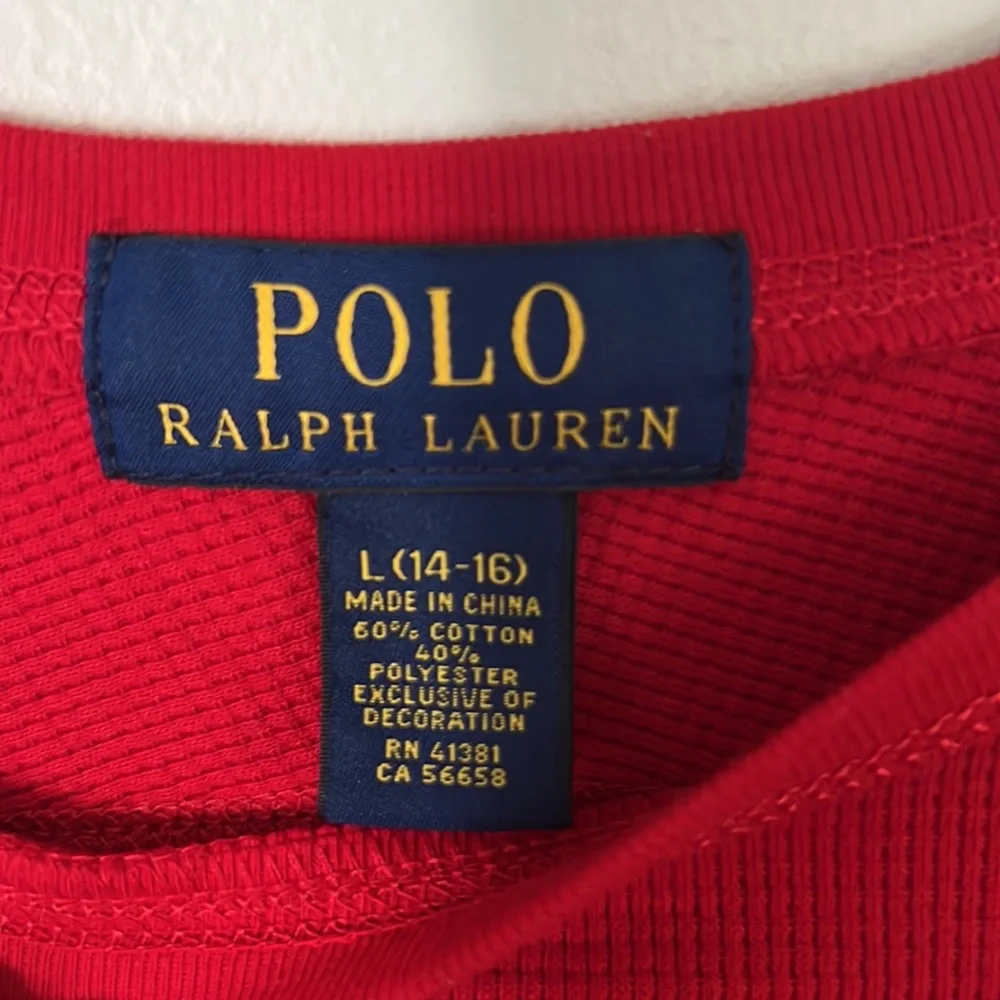 POLO
RALPH LAUREN
L (14-16)
MADE IN CHINA
60% COTTON
40%
POLYESTER
EXCLUSIVE OF
DECORATION
RN 41381
CA 56658